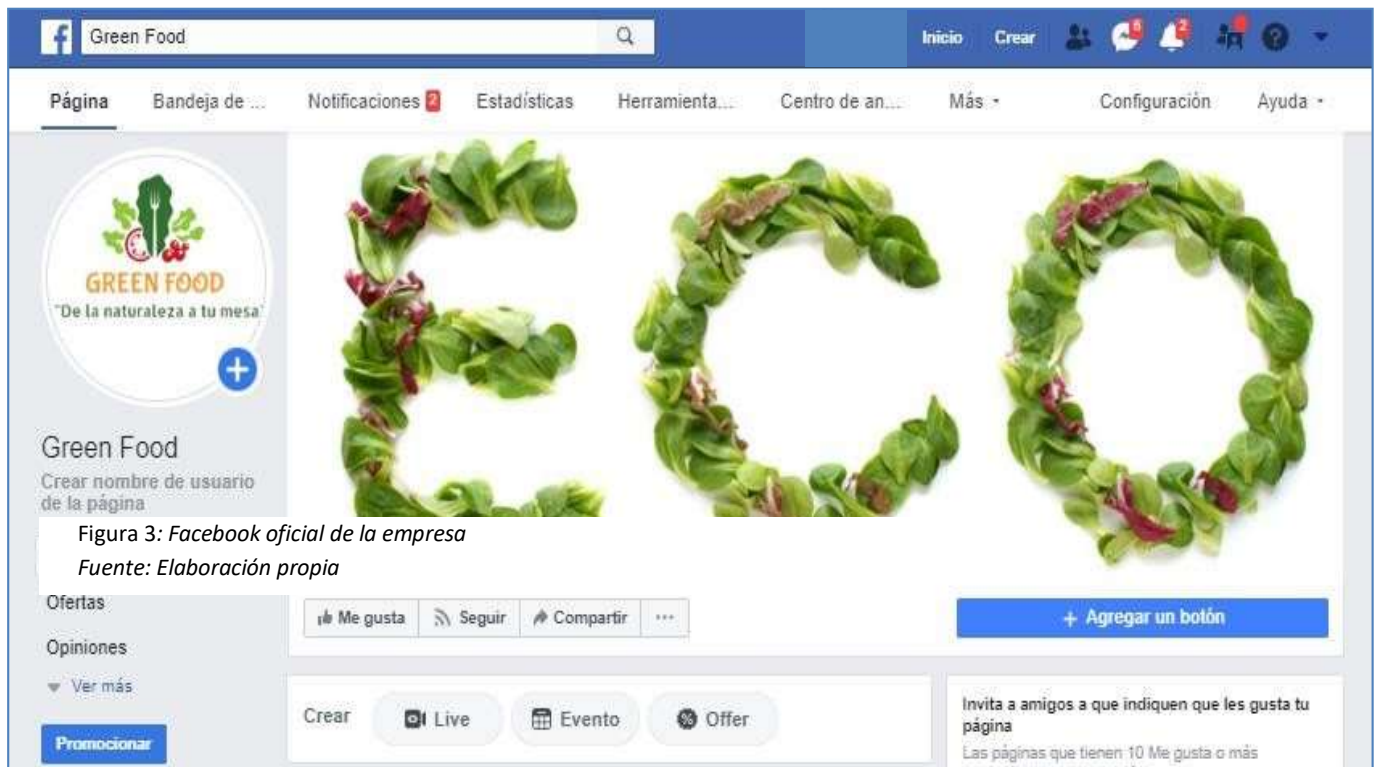 Green Food
Inicio Crear 6 2
Página Bandeja de ... Notificaciones 2 Estadísticas Herramienta... Centro de an... Más Configuración Ayuda
GREEN FOOD
"De la naturaleza a tu mesa"
ECO
Green Food
Crear nombre de usuario
de la página
Figura 3: Facebook oficial de la empresa
Fuente: Elaboración propia
Ofertas
Opiniones
Ver más
Promocionar
Me gusta Seguir Compartir ...
+ Agregar un botón
Crear Live Evento Offer
Invita a amigos a que indiquen que les gusta tu
página
Las páginas que tienen 10 Me gusta o más